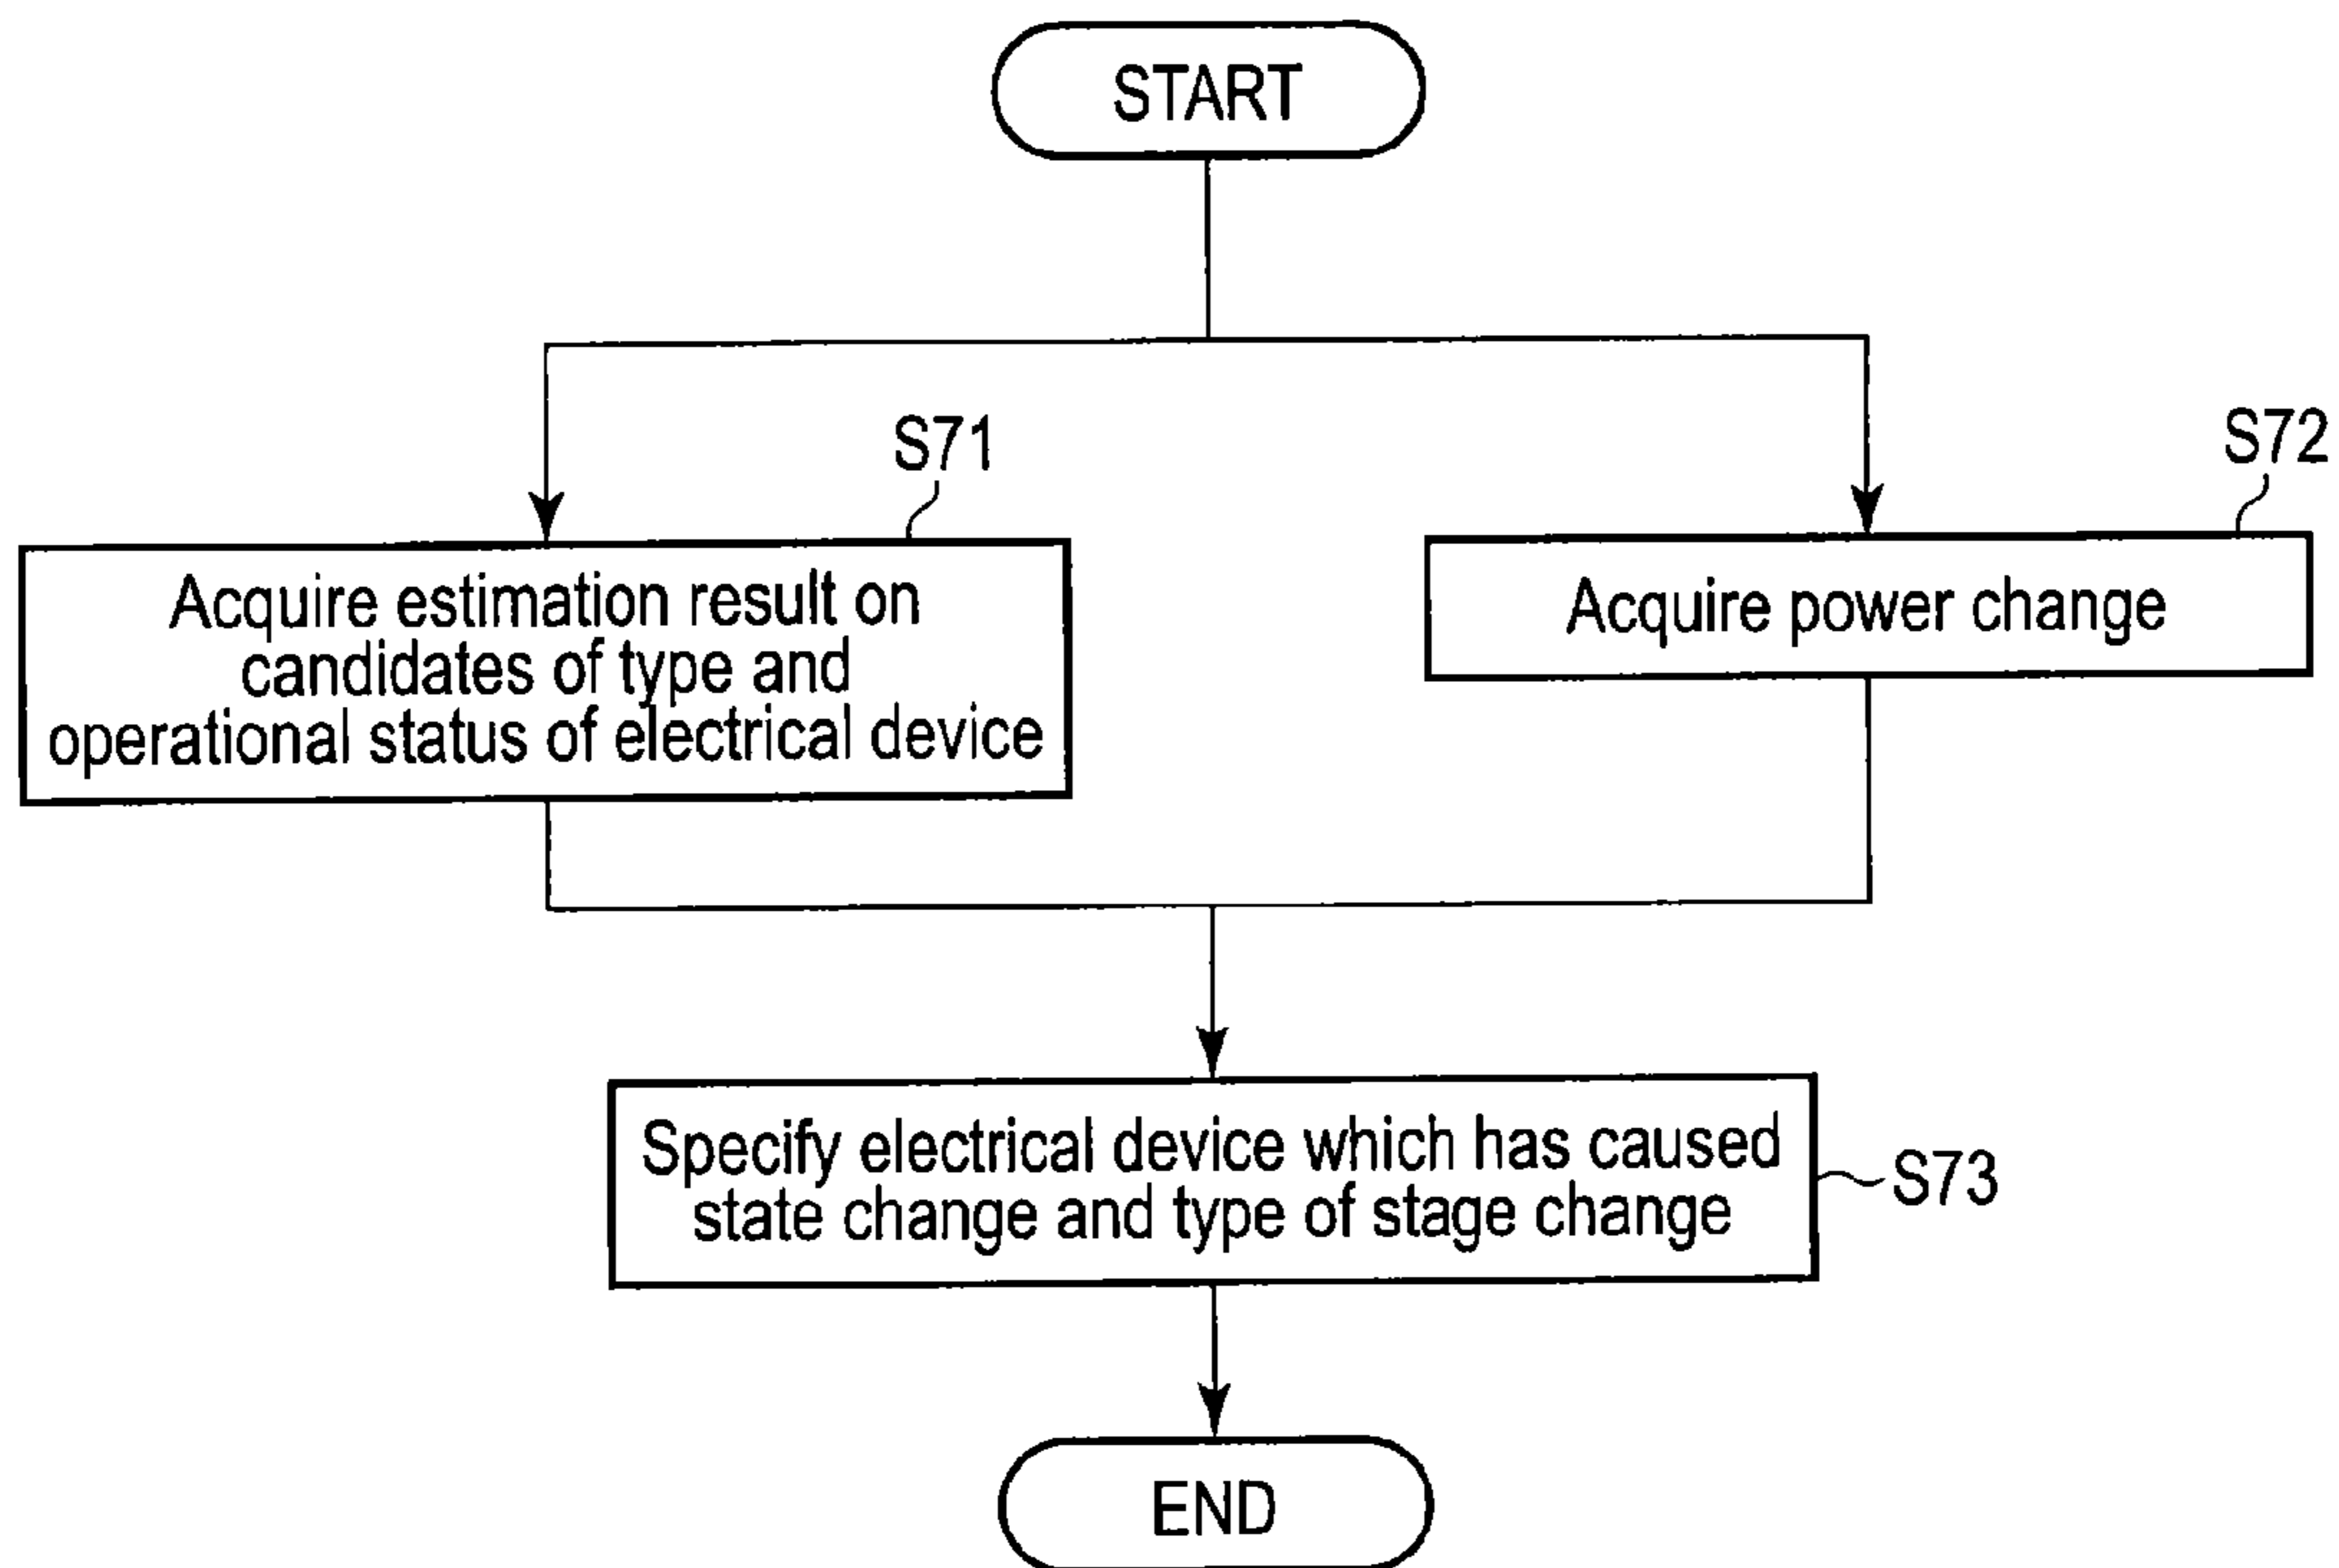 START
S71
S72
Acquire estimation result on
candidates of type and
operational status of electrical device
Acquire power change
Specify electrical device which has caused
state change and type of stage change
S73
END